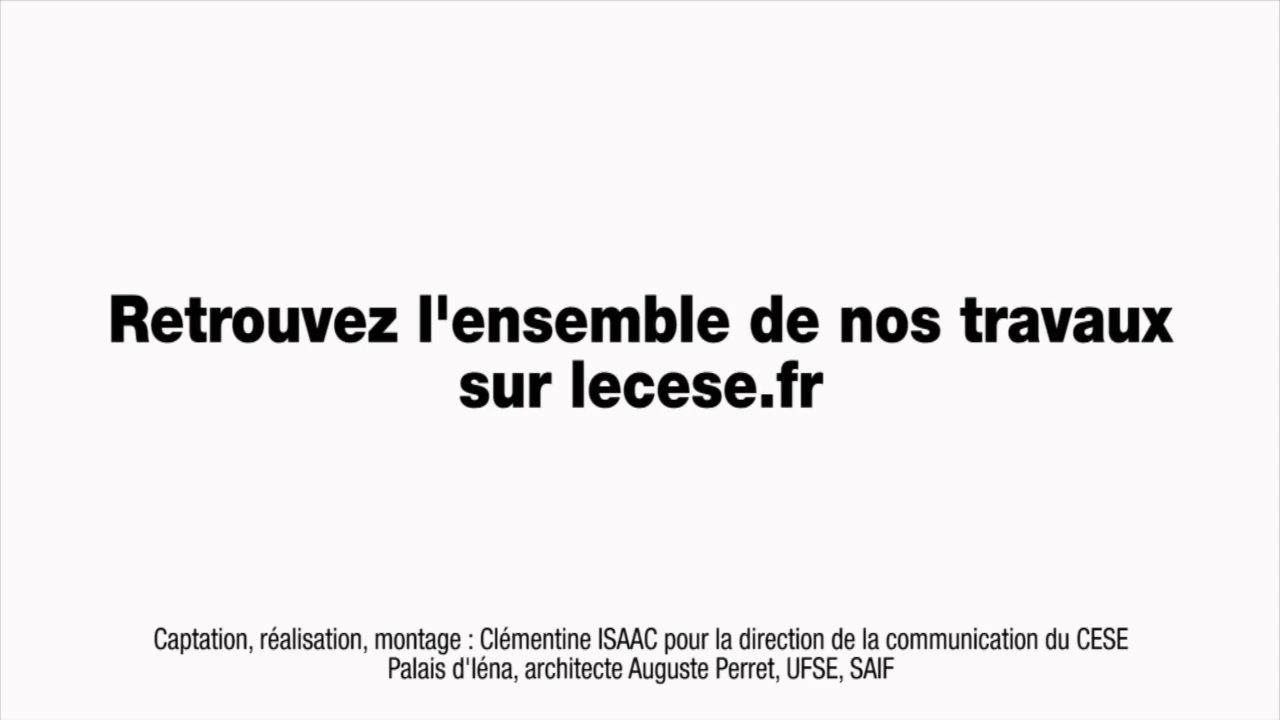 Retrouvez l'ensemble de nos travaux
sur lecese.fr
Captation, réalisation, montage : Clémentine ISAAC pour la direction de la communication du CESE
Palais d'Iéna, architecte Auguste Perret, UFSE, SAIF